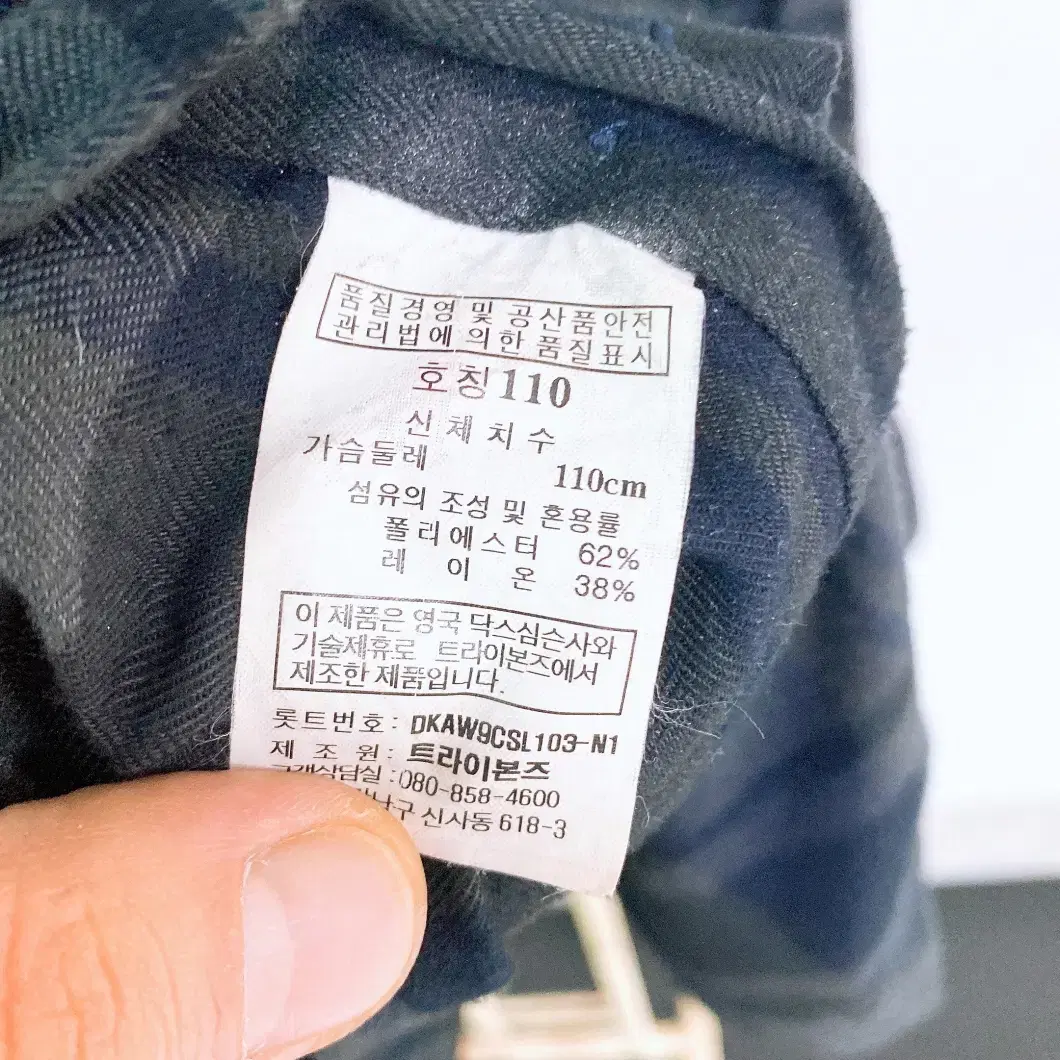 품질경영 및 공산품안전
관리법에 의한 품질표시
호칭110
신체치수
가슴둘레 110cm
섬유의 조성 및 혼용률
폴리에스터 62%
레이온 38%
이 제품은 영국 닥스심슨사와
기술제휴로 트라이본즈에서
제조한 제품입니다.
롯트번호: DKAW9CSL103-N1
제조원: 트라이본즈
고객상담실:080-858-4600
신사동 618-3